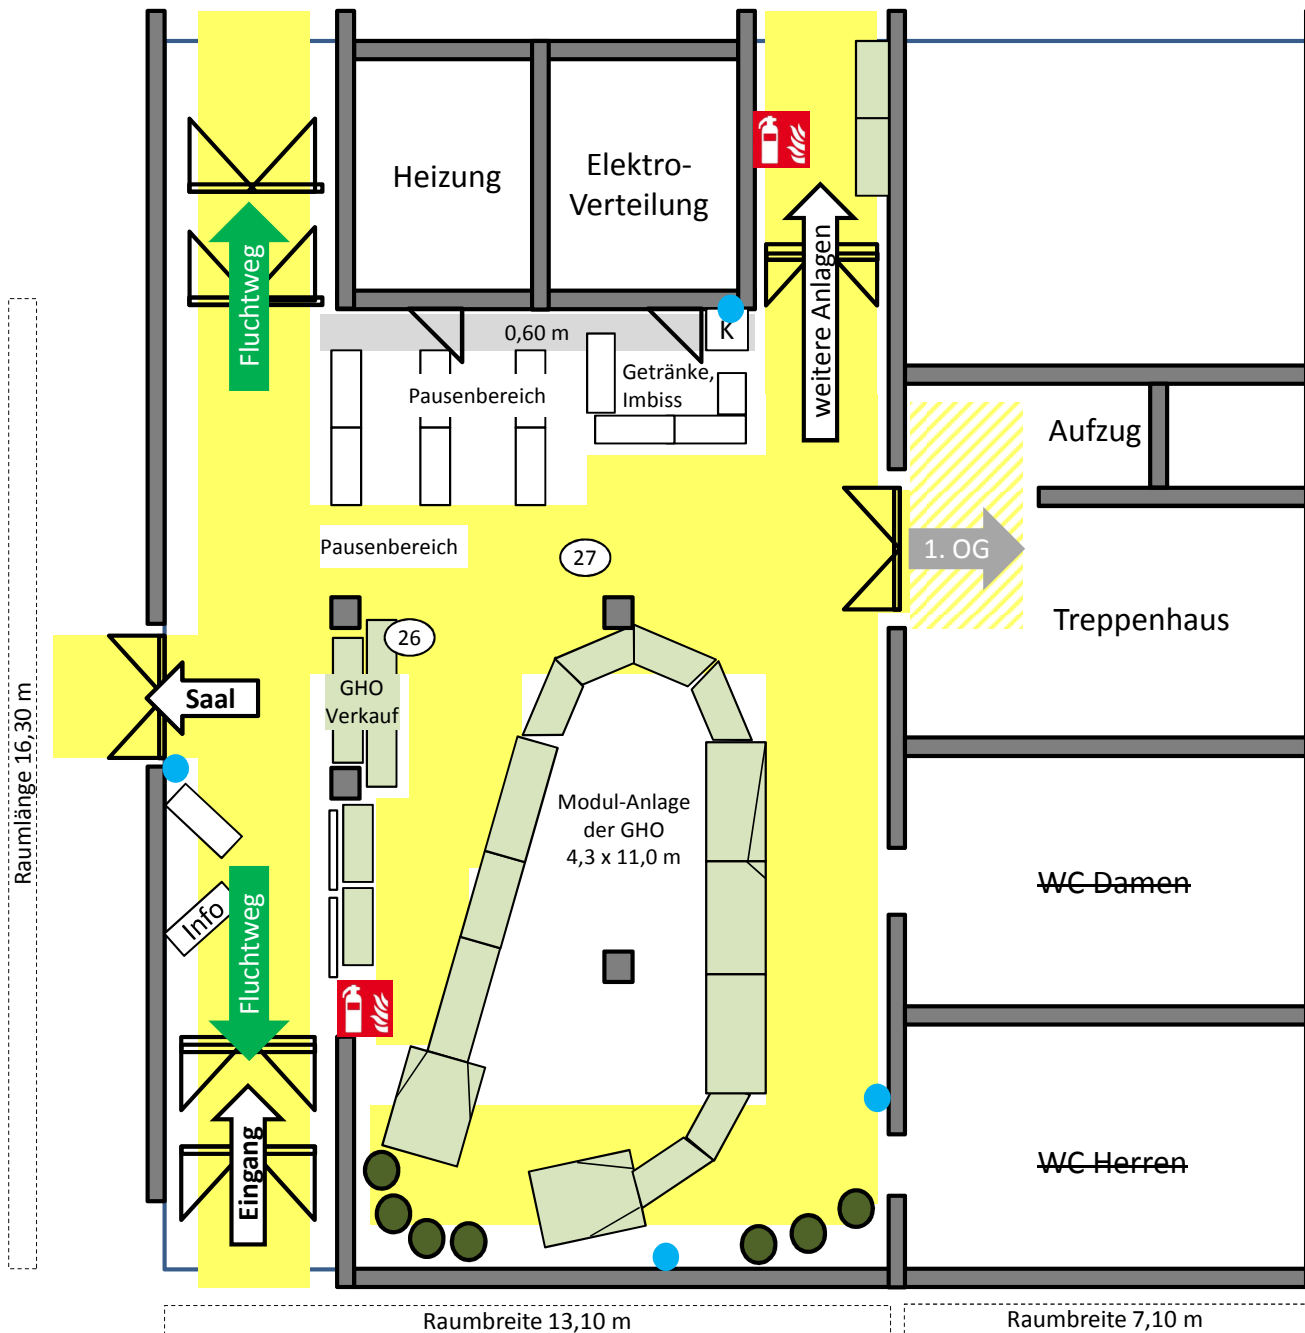 Heizung
Elektro-
Verteilung
Fluchtweg
weitere Anlagen
0,60 m
K
Pausenbereich
Getränke,
Imbiss
Aufzug
Pausenbereich
27
1. OG
26
Treppenhaus
Saal
GHO
Verkauf
Raumlänge 16,30 m
Modul-Anlage
der GHO
4,3 x 11,0 m
WC Damen
Info
Fluchtweg
Eingang
WC Herren
Raumbreite 13,10 m
Raumbreite 7,10 m